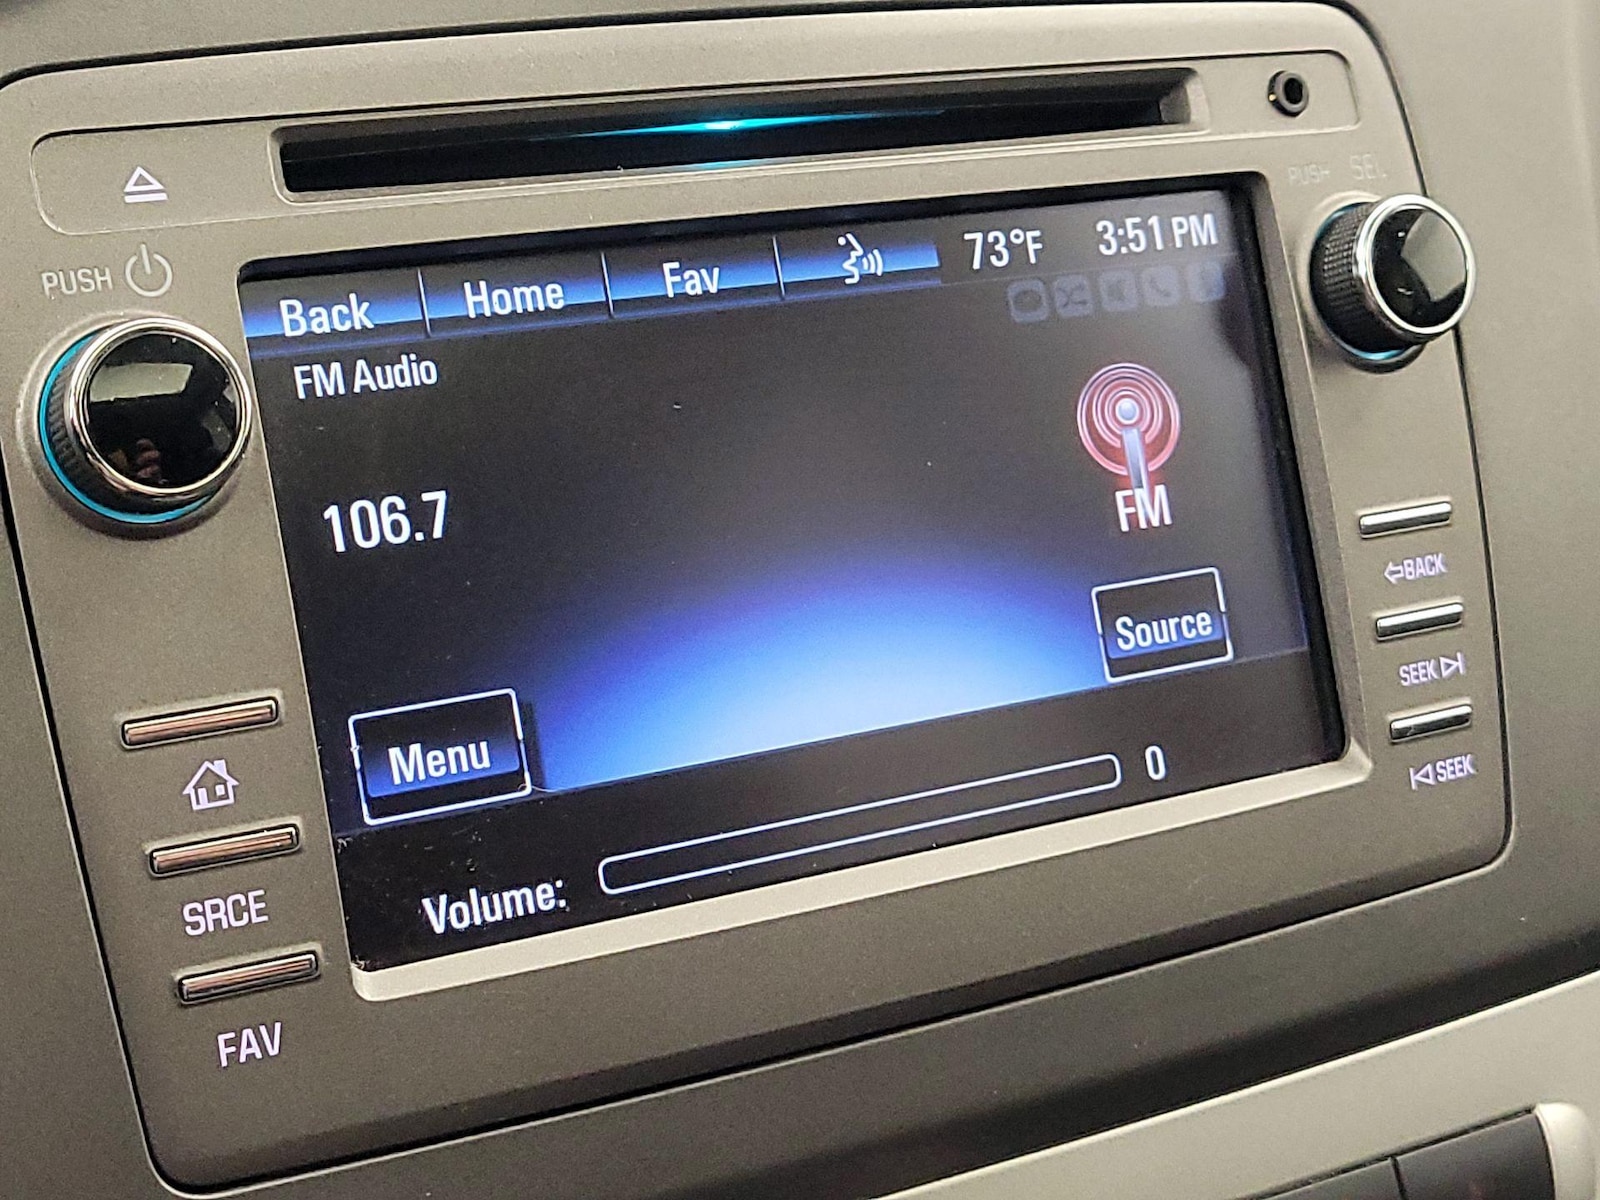 PUSH SEL
PUSH
Back Home Fav 73°F 3:51 PM
FM Audio
106.7
FM
Source
Menu
Volume: 0
SRCE
FAV
BACK
SEEK
SEEK